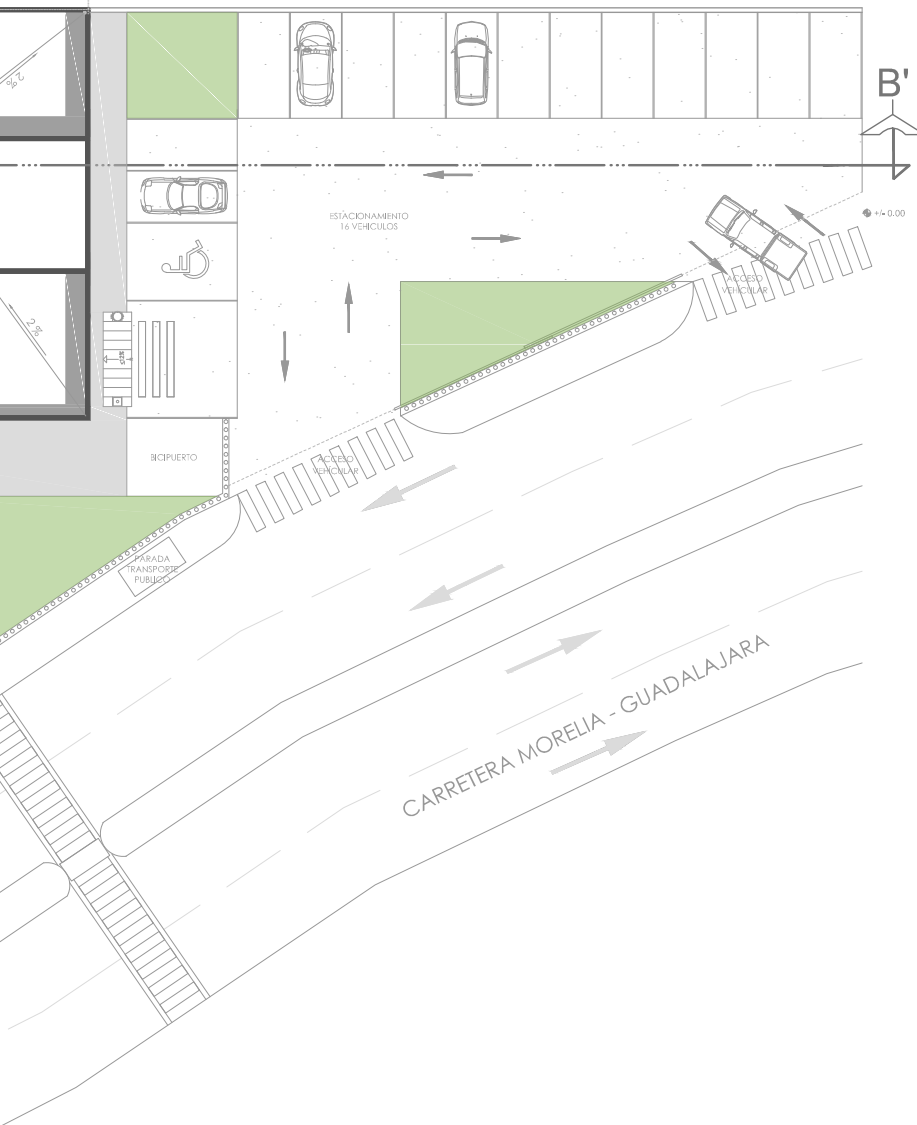 2%
B'
ESTACIONAMIENTO
16 VEHICULOS
+/- 0.00
ACCESO
VEHICULAR
2%
BICIPUERTO
ACCESO
VEHICULAR
PARADA
TRANSPORTE
PUBLICO
CARRETERA MORELIA - GUADALAJARA